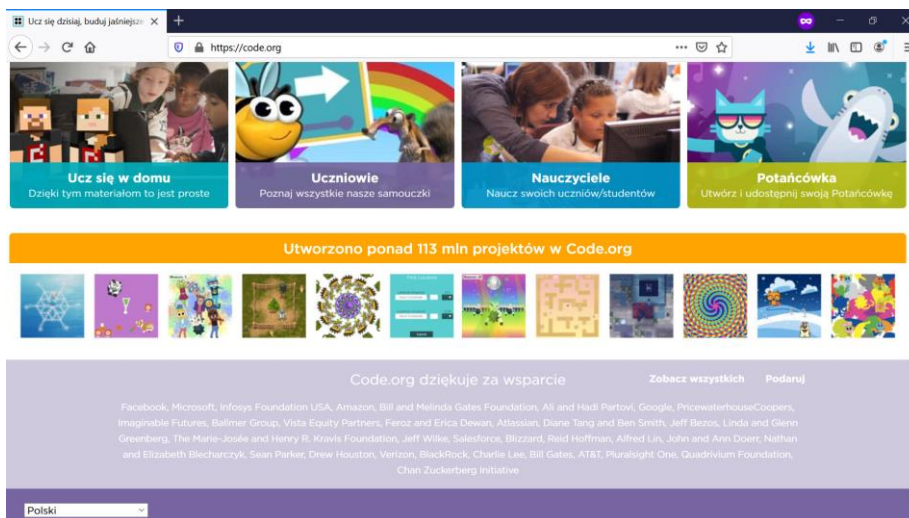 Ucz się dzisiaj, buduj jaśniejsze
https://code.org
Ucz się w domu
Dzięki tym materiałom to jest proste
Uczniowie
Poznaj wszystkie nasze samouczki
Nauczyciele
Naucz swoich uczniów/studentów
Potańcówka
Utwórz i udostępnij swoją Potańcówkę
Utworzono ponad 113 mln projektów w Code.org
Code.org dziękuje za wsparcie
Zobacz wszystkich
Podaruj
Facebook, Microsoft, Infosys Foundation USA, Amazon, Bill and Melinda Gates Foundation, Ali and Hadi Partovi, Google, PricewaterhouseCoopers,
Imaginable Futures, Ballmer Group, Vista Equity Partners, Feroz and Erica Dewan, Atlassian, Diane Tang and Ben Smith, Jeff Bezos, Linda and Glenn
Greenberg, The Marie-Josée and Henry R. Kravis Foundation, Jeff Wilke, Salesforce, Blizzard, Reid Hoffman, Alfred Lin, John and Ann Doerr, Nathan
and Elizabeth Blecharczyk, Sean Parker, Drew Houston, Verizon, BlackRock, Charlie Lee, Bill Gates, AT&T, Pluralsight One, Quadrivium Foundation,
Chan Zuckerberg Initiative
Polski